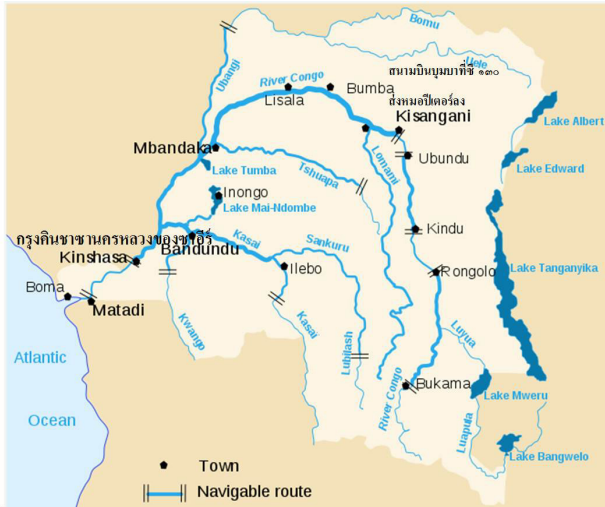 Bomu
Uele
Ubangi
River Congo
สนามบินบุมบาที่ซี ๑๓๐
ส่งหมอปีเตอร์ลง
Lisala
Bumba
Kisangani
Lake Albert
Mbandaka
Ubundu
Lake Edward
Lake Tumba
Tshuapa
Lomami
Inongo
Lake Mai-Ndombe
กรุงคินชาซานครหลวงของซาอีร์
Kinshasa
Bandundu
Kasai
Sankuru
Kindu
Ilebo
Rongolo
Lake Tanganyika
Boma
Matadi
Kwango
Kasai
Lubilash
River Congo
Luyua
Bukama
Lake Mweru
Luapula
Atlantic
Ocean
Lake Bangwelo
Town
Navigable route